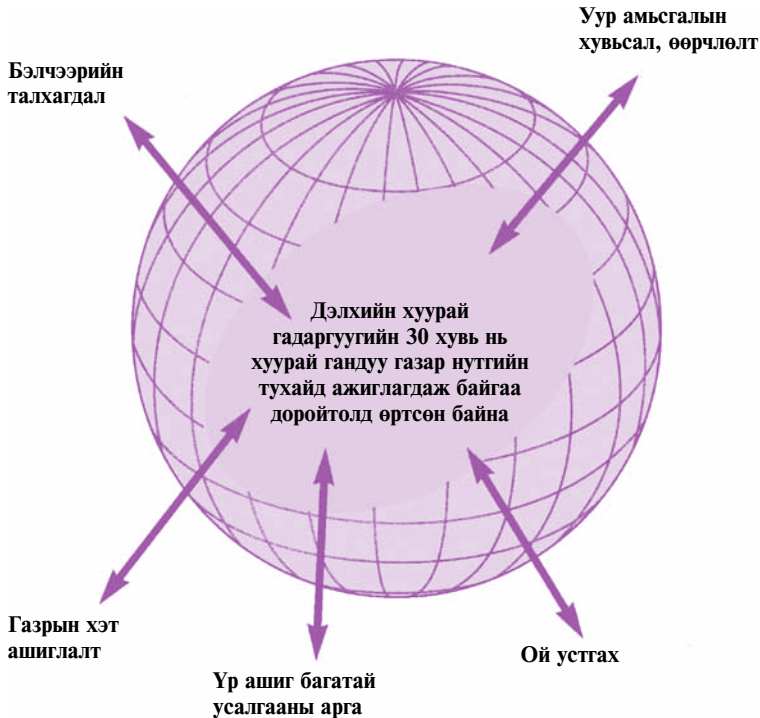 Уур амьсгалын
хувьсал, өөрчлөлт
Бэлчээрийн
талхагдал
Дэлхийн хуурай
гадаргуугийн 30 хувь нь
хуурай гандуу газар нутгийн
тухайд ажиглагдаж байгаа
доройтолд өртсөн байна
Газрын хэт
ашиглалт
Үр ашиг багатай
усалгааны арга
Ой устгах